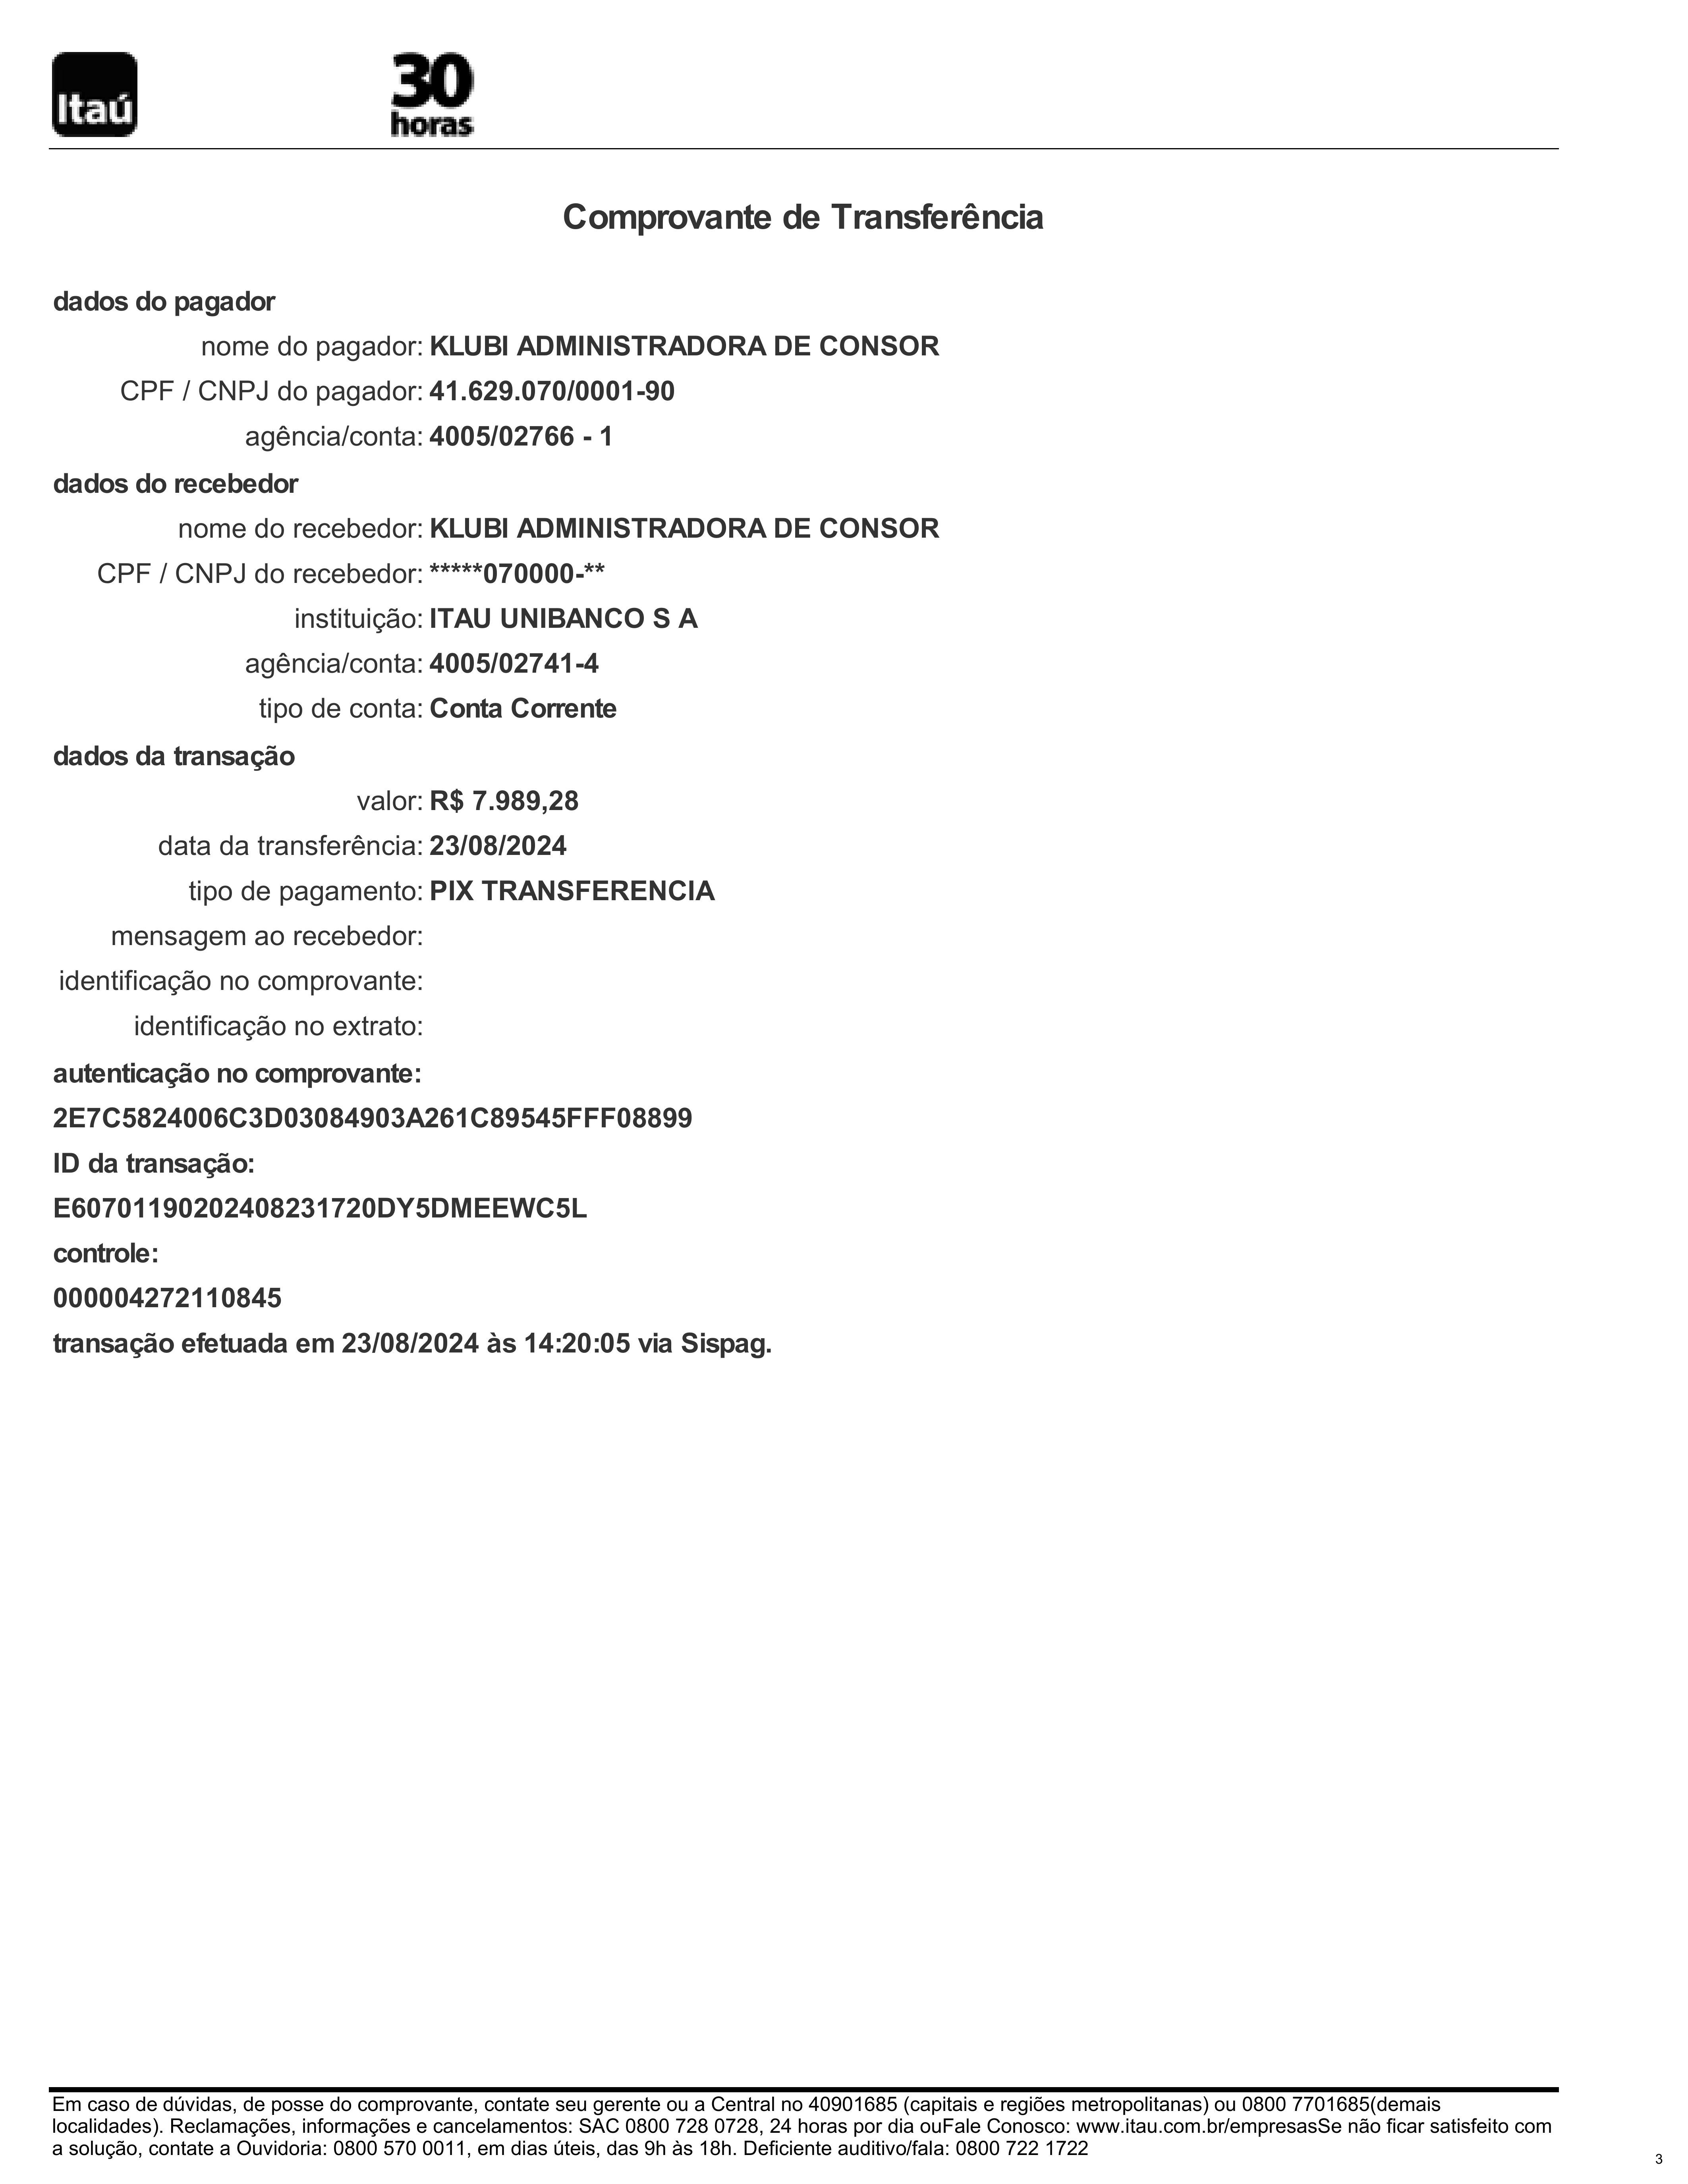 Itaú
30
horas
Comprovante de Transferência
dados do pagador
nome do pagador: KLUBI ADMINISTRADORA DE CONSOR
CPF / CNPJ do pagador: 41.629.070/0001-90
agência/conta: 4005/02766 - 1
dados do recebedor
nome do recebedor: KLUBI ADMINISTRADORA DE CONSOR
CPF / CNPJ do recebedor: *****070000-**
instituição: ITAU UNIBANCO S A
agência/conta: 4005/02741-4
tipo de conta: Conta Corrente
dados da transação
valor: R$ 7.989,28
data da transferência: 23/08/2024
tipo de pagamento: PIX TRANSFERENCIA
mensagem ao recebedor:
identificação no comprovante:
identificação no extrato:
autenticação no comprovante:
2E7C5824006C3D03084903A261C89545FFF08899
ID da transação:
E60701190202408231720DY5DMEEWC5L
controle:
000004272110845
transação efetuada em 23/08/2024 às 14:20:05 via Sispag.
Em caso de dúvidas, de posse do comprovante, contate seu gerente ou a Central no 40901685 (capitais e regiões metropolitanas) ou 0800 7701685(demais
localidades). Reclamações, informações e cancelamentos: SAC 0800 728 0728, 24 horas por dia ouFale Conosco: www.itau.com.br/empresasSe não ficar satisfeito com
a solução, contate a Ouvidoria: 0800 570 0011, em dias úteis, das 9h às 18h. Deficiente auditivo/fala: 0800 722 1722
3